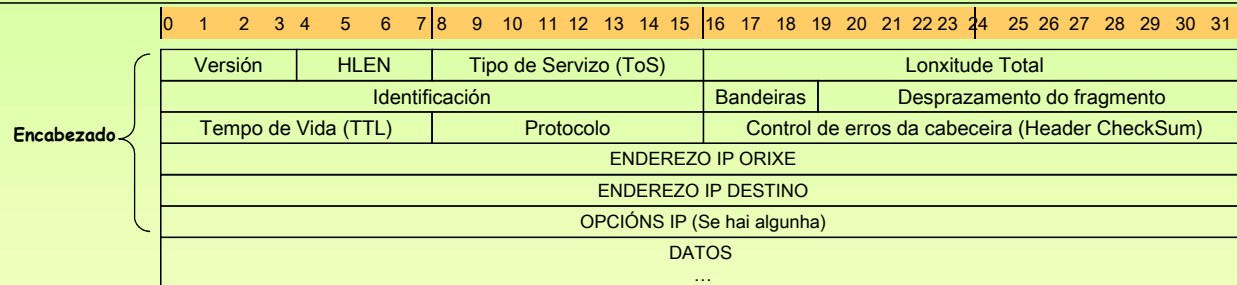 0 1 2 3 4 5 6 7 8 9 10 11 12 13 14 15 16 17 18 19 20 21 22 23 24 25 26 27 28 29 30 31
Versión HLEN Tipo de Servizo (ToS) Lonxitude Total
Identificación Bandeiras Desprazamento do fragmento
Encabezado
Tempo de Vida (TTL) Protocolo Control de erros da cabeceira (Header CheckSum)
ENDEREZO IP ORIXE
ENDEREZO IP DESTINO
OPCIÓNS IP (Se hai algunha)
DATOS
...